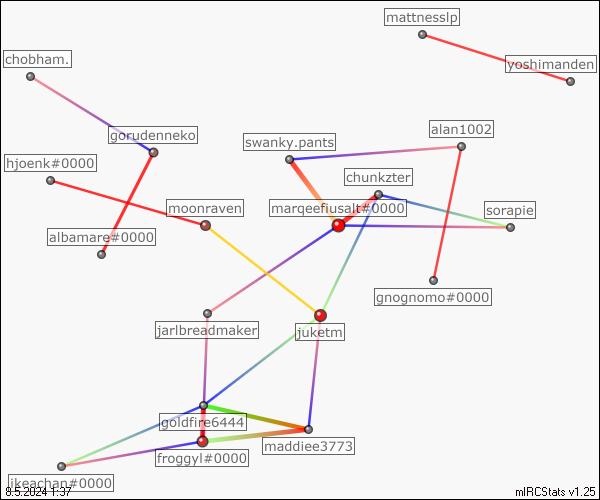 mattnesslp
chobham.
yoshimanden
gorudenneko
alan1002
swanky.pants
hjoenk#0000
chunkzter
moonraven
marqeefiusalt#0000
sorapie
albamare#0000
gnognomo#0000
jarlbreadmaker
juketm
goldfire6444
maddiee3773
froggyl#0000
ikeachan#0000
8.5.2024 1:37
mIRCStats v1.25